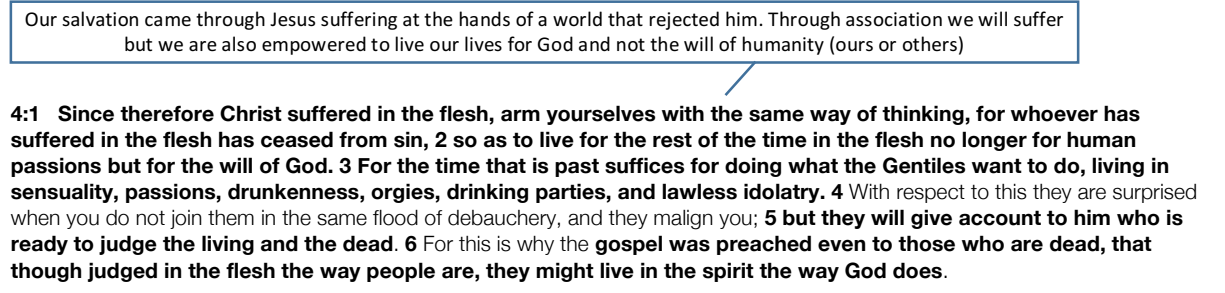 Our salvation came through Jesus suffering at the hands of a world that rejected him. Through association we will suffer
but we are also empowered to live our lives for God and not the will of humanity (ours or others)
4:1 Since therefore Christ suffered in the flesh, arm yourselves with the same way of thinking, for whoever has
suffered in the flesh has ceased from sin, 2 so as to live for the rest of the time in the flesh no longer for human
passions but for the will of God. 3 For the time that is past suffices for doing what the Gentiles want to do, living in
sensuality, passions, drunkenness, orgies, drinking parties, and lawless idolatry. 4 With respect to this they are surprised
when you do not join them in the same flood of debauchery, and they malign you; 5 but they will give account to him who is
ready to judge the living and the dead. 6 For this is why the gospel was preached even to those who are dead, that
though judged in the flesh the way people are, they might live in the spirit the way God does.